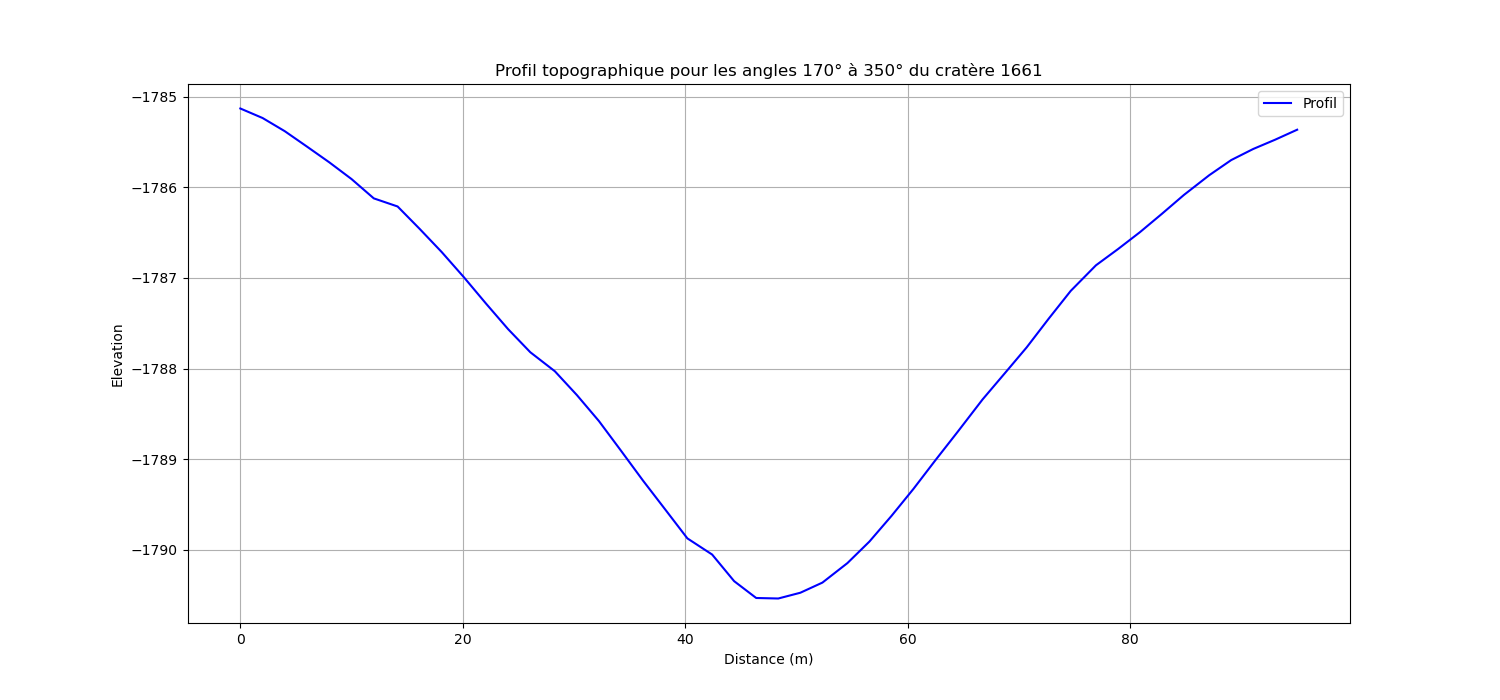 Profil topographique pour les angles 170° à 350° du cratère 1661
Profil
−1785
−1786
−1787
−1788
−1789
−1790
Elevation
0 20 40 60 80
Distance (m)